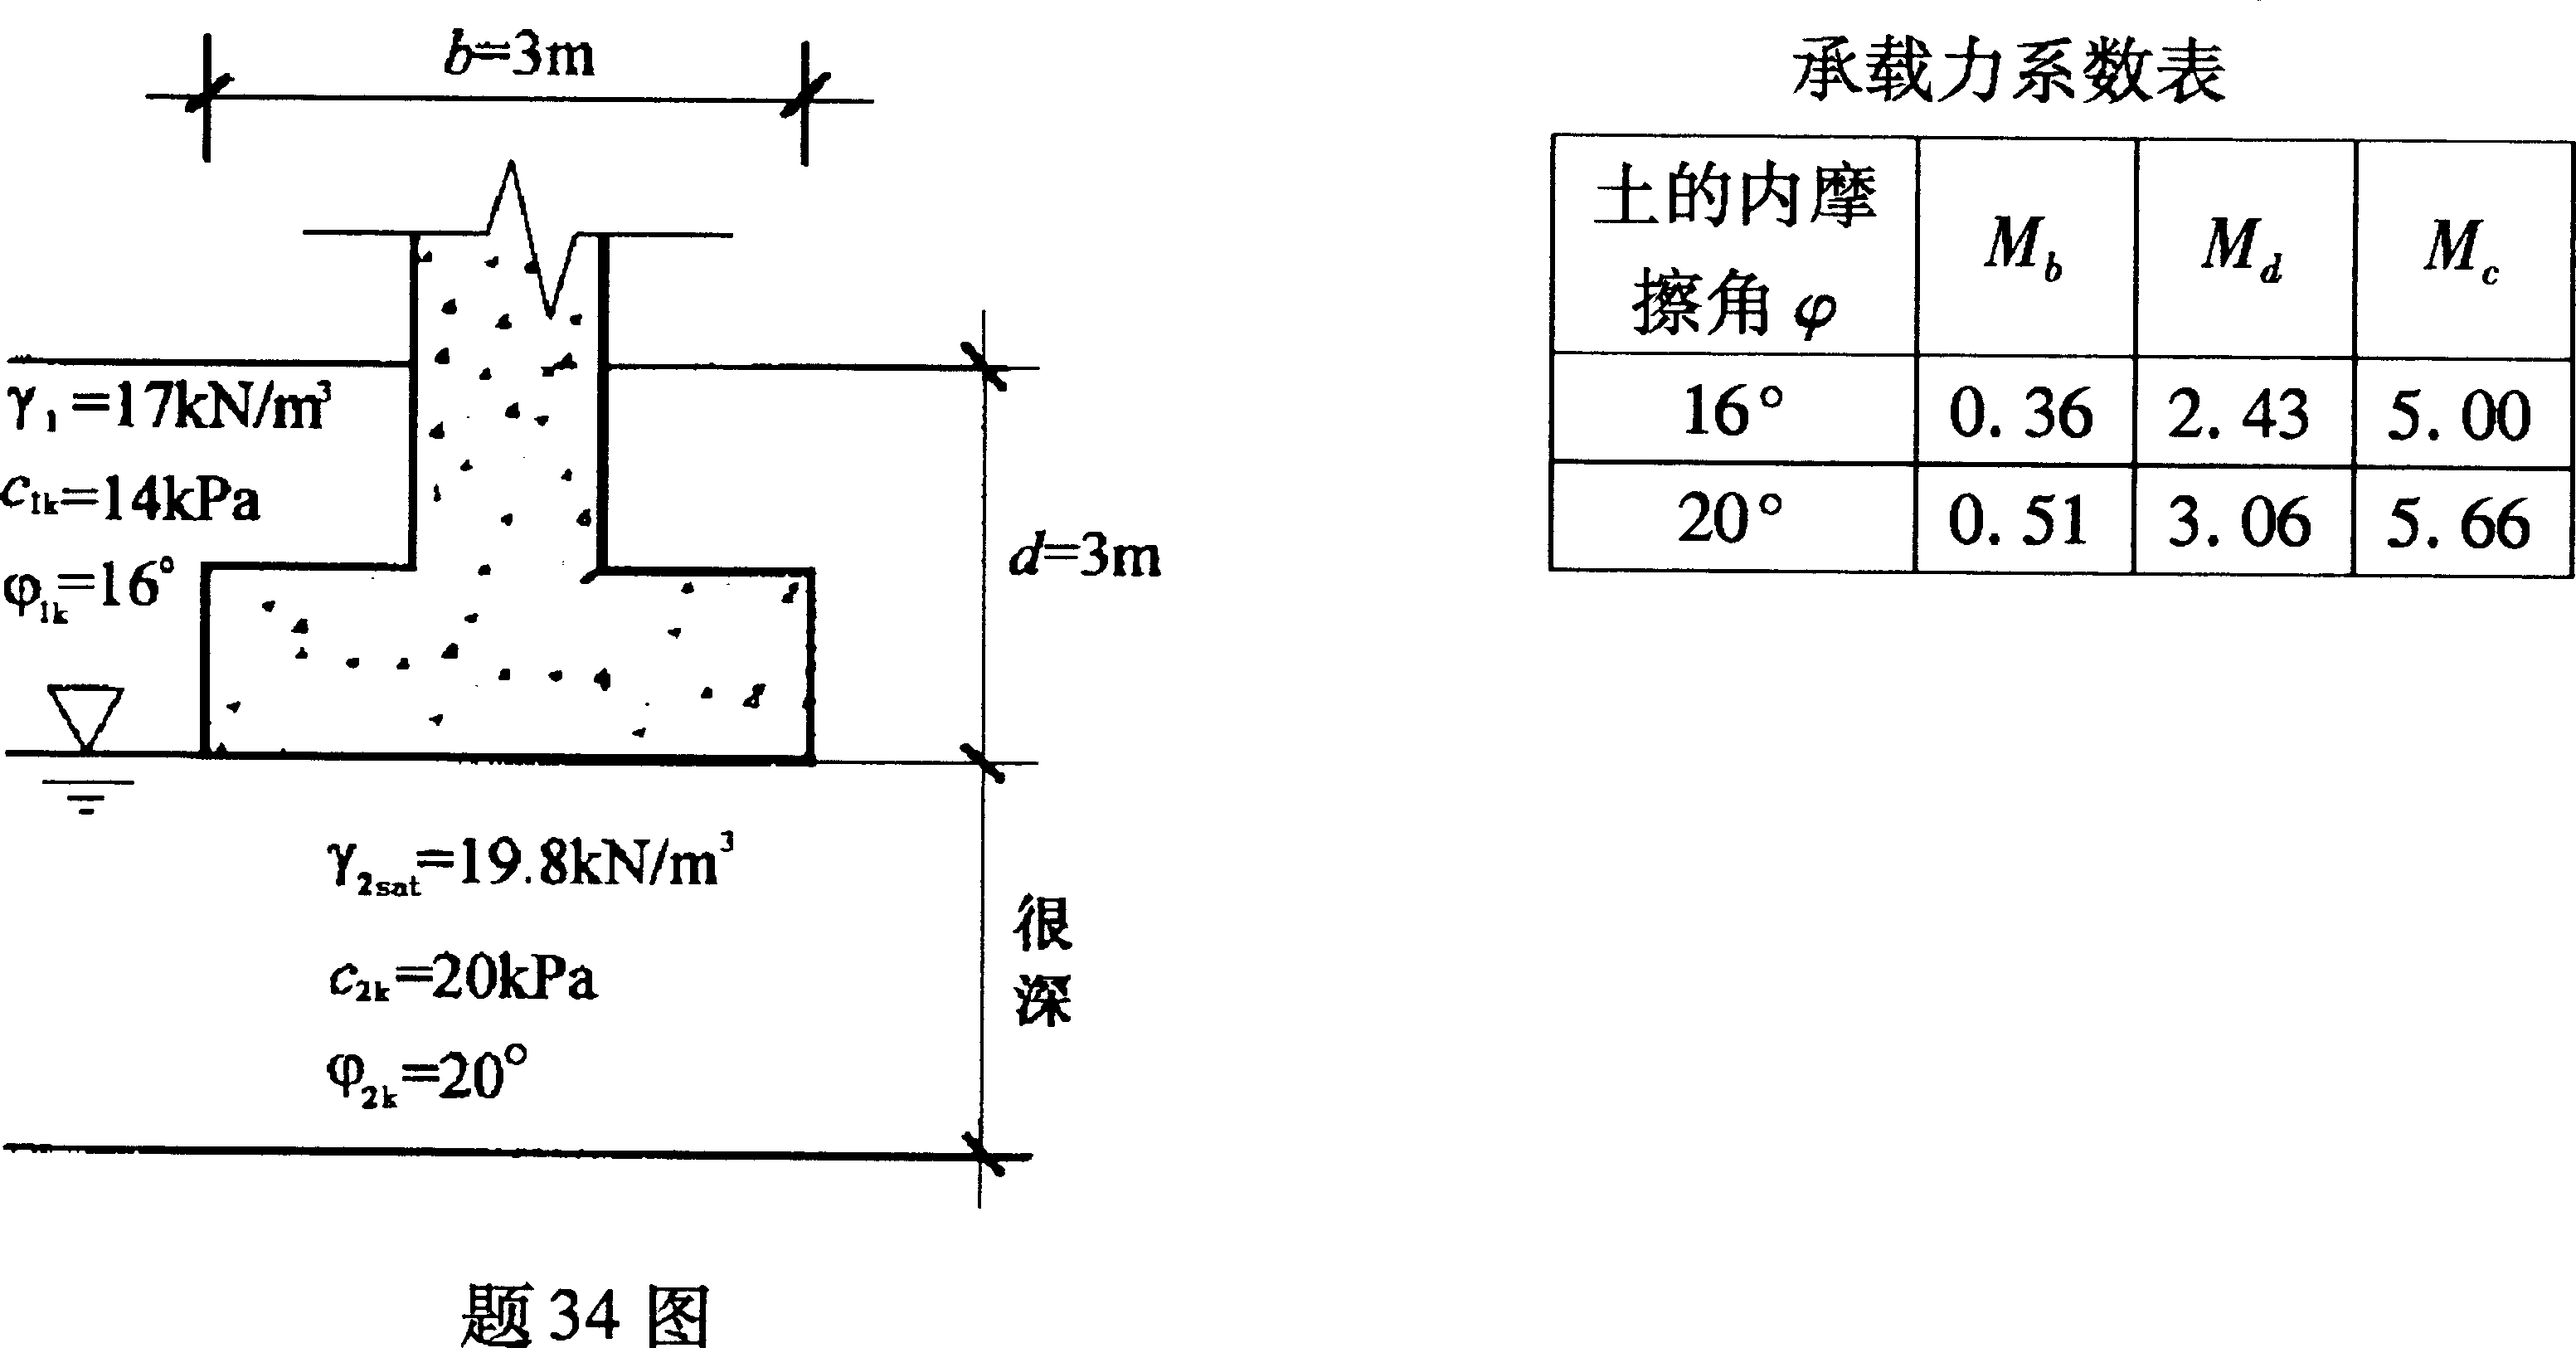 b=3m
γ₁=17kN/m³
c₁ₖ=14kPa
φ₁ₖ=16°
d=3m
γ₂sat=19.8kN/m³
c₂ₖ=20kPa
φ₂ₖ=20°
很
深
题34 图
承载力系数表
土的内摩 M_b M_d M_c
擦角 φ
16° 0.36 2.43 5.00
20° 0.51 3.06 5.66